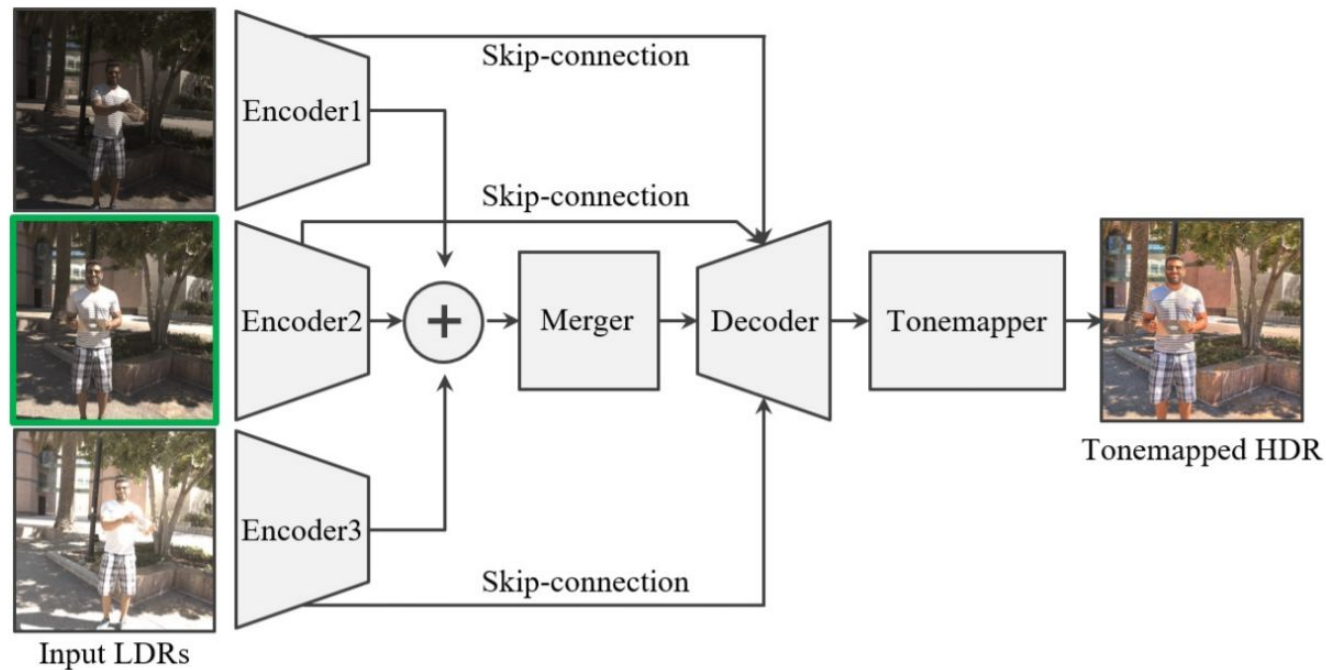 Skip-connection
Encoder1
Skip-connection
Encoder2
+
Merger
Decoder
Tonemapper
Tonemapped HDR
Encoder3
Skip-connection
Input LDRs